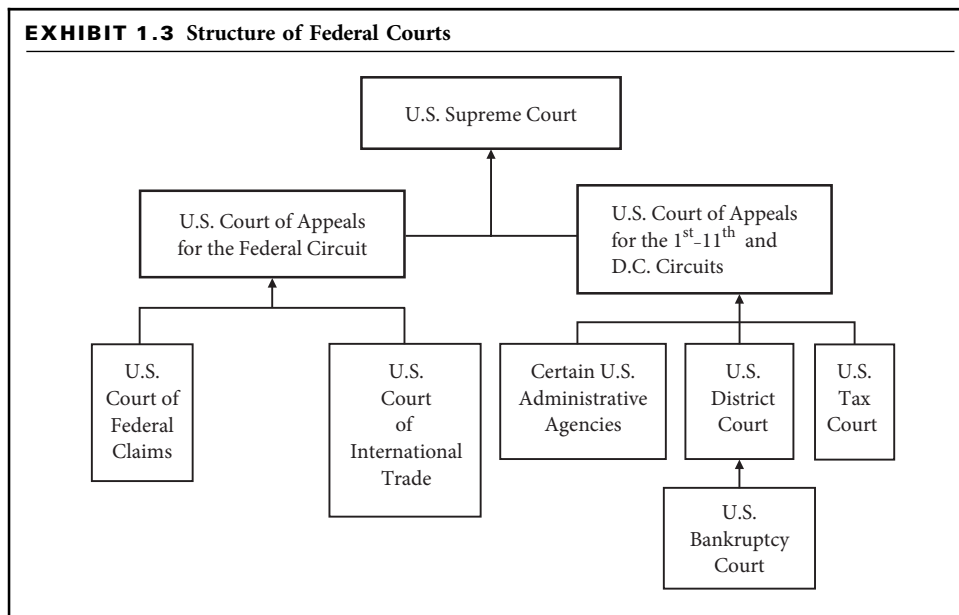 EXHIBIT 1.3 Structure of Federal Courts
U.S. Supreme Court
U.S. Court of Appeals
for the Federal Circuit
U.S. Court of Appeals
for the 1st-11th and
D.C. Circuits
U.S.
Court of
Federal
Claims
U.S.
Court
of
International
Trade
Certain U.S.
Administrative
Agencies
U.S.
District
Court
U.S.
Tax
Court
U.S.
Bankruptcy
Court